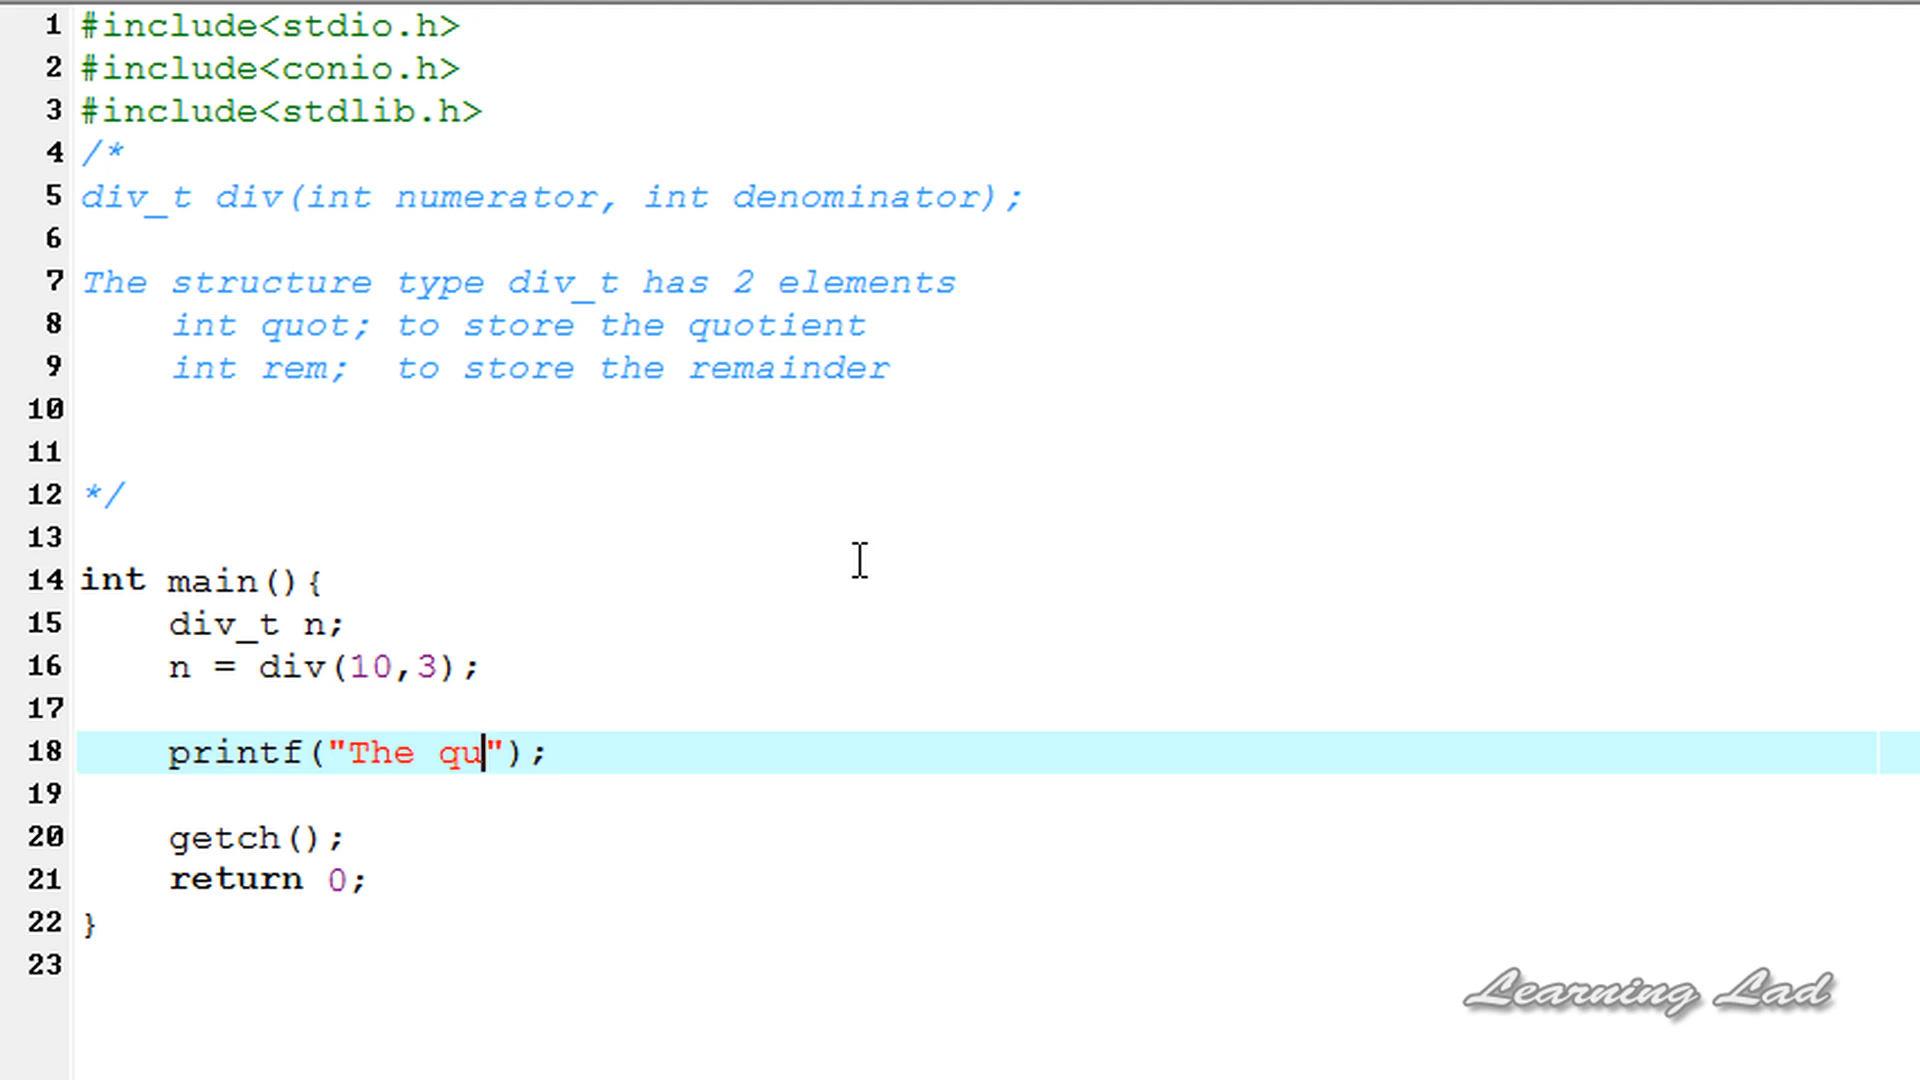 1 #include<stdio.h>
2 #include<conio.h>
3 #include<stdlib.h>
4 /*
5 div_t div(int numerator, int denominator);
6
7 The structure type div_t has 2 elements
8     int quot; to store the quotient
9     int rem;  to store the remainder
10
11
12 */
13
14 int main(){
15     div_t n;
16     n = div(10,3);
17
18     printf("The qu");
19
20     getch();
21     return 0;
22 }
23
Learning Lad